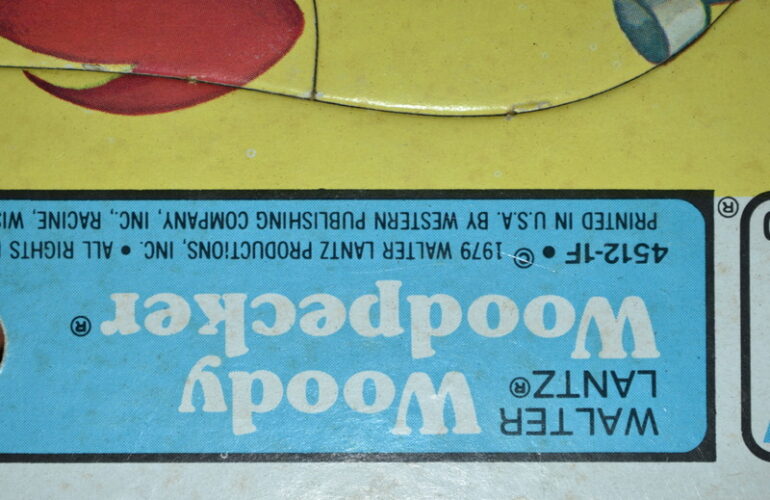 WALTER
LANTZ® Woody
Woodpecker®
4512-1F • © 1979 WALTER LANTZ PRODUCTIONS, INC. • ALL RIGHTS
PRINTED IN U.S.A. BY WESTERN PUBLISHING COMPANY, INC., RACINE,
®